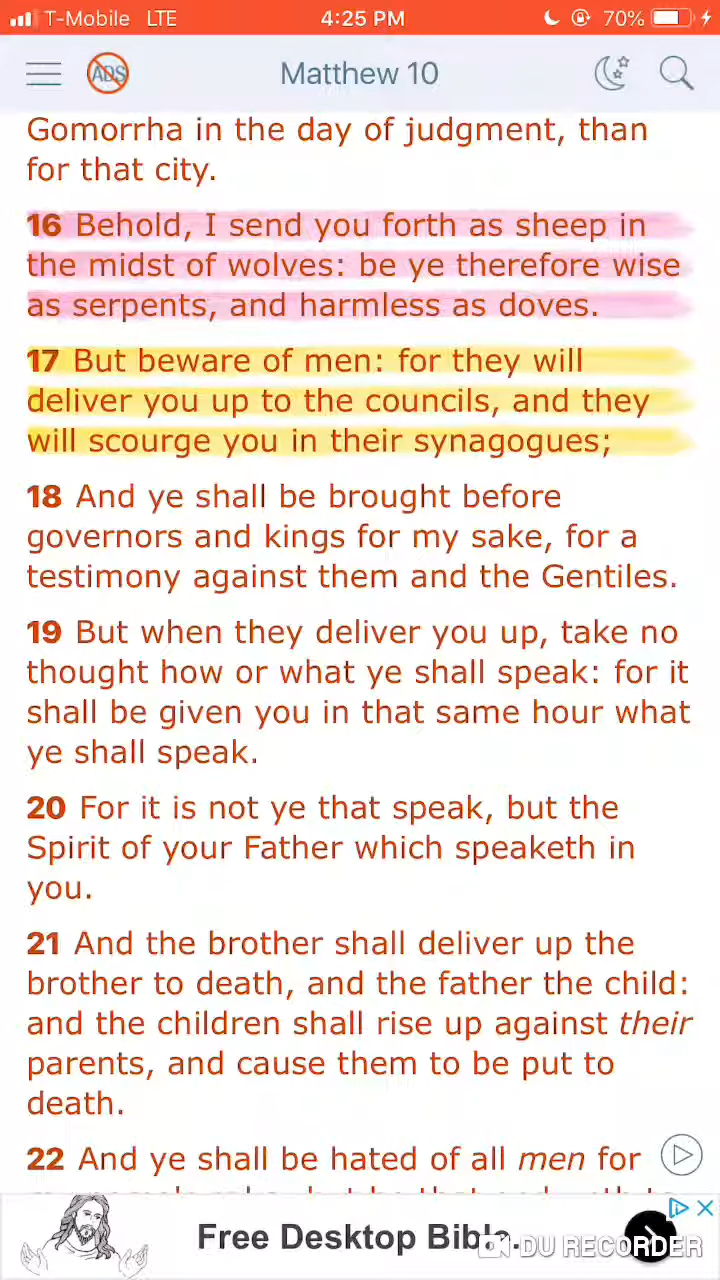 T-Mobile LTE 4:25 PM 70%
ADS Matthew 10
Gomorrha in the day of judgment, than
for that city.
16 Behold, I send you forth as sheep in
the midst of wolves: be ye therefore wise
as serpents, and harmless as doves.
17 But beware of men: for they will
deliver you up to the councils, and they
will scourge you in their synagogues;
18 And ye shall be brought before
governors and kings for my sake, for a
testimony against them and the Gentiles.
19 But when they deliver you up, take no
thought how or what ye shall speak: for it
shall be given you in that same hour what
ye shall speak.
20 For it is not ye that speak, but the
Spirit of your Father which speaketh in
you.
21 And the brother shall deliver up the
brother to death, and the father the child:
and the children shall rise up against their
parents, and cause them to be put to
death.
22 And ye shall be hated of all men for
Free Desktop Bible.
DU RECORDER